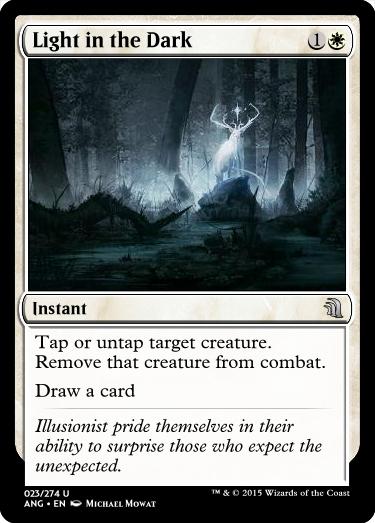 Light in the Dark 1
Instant
Tap or untap target creature.
Remove that creature from combat.
Draw a card
Illusionist pride themselves in their
ability to surprise those who expect the
unexpected.
023/274 U
ANG • EN Michael Mowat
™ & © 2015 Wizards of the Coast